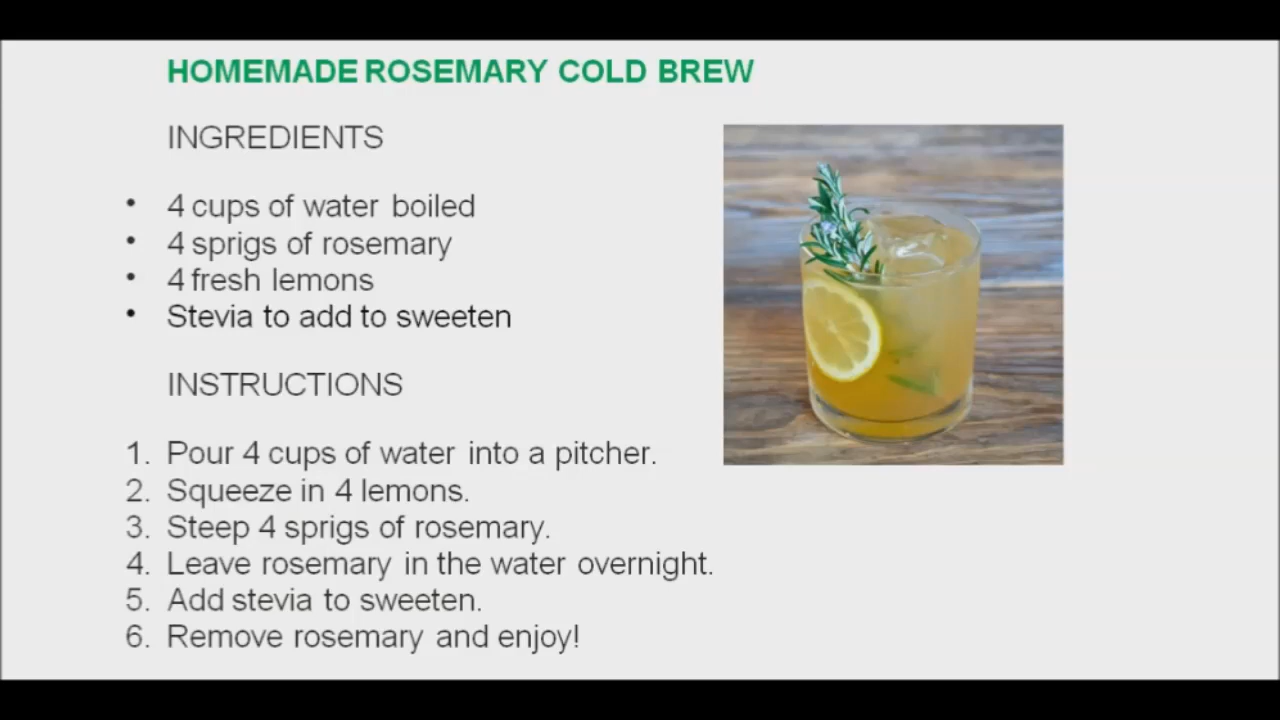 HOMEMADE ROSEMARY COLD BREW
INGREDIENTS
• 4 cups of water boiled
• 4 sprigs of rosemary
• 4 fresh lemons
• Stevia to add to sweeten
INSTRUCTIONS
1. Pour 4 cups of water into a pitcher.
2. Squeeze in 4 lemons.
3. Steep 4 sprigs of rosemary.
4. Leave rosemary in the water overnight.
5. Add stevia to sweeten.
6. Remove rosemary and enjoy!